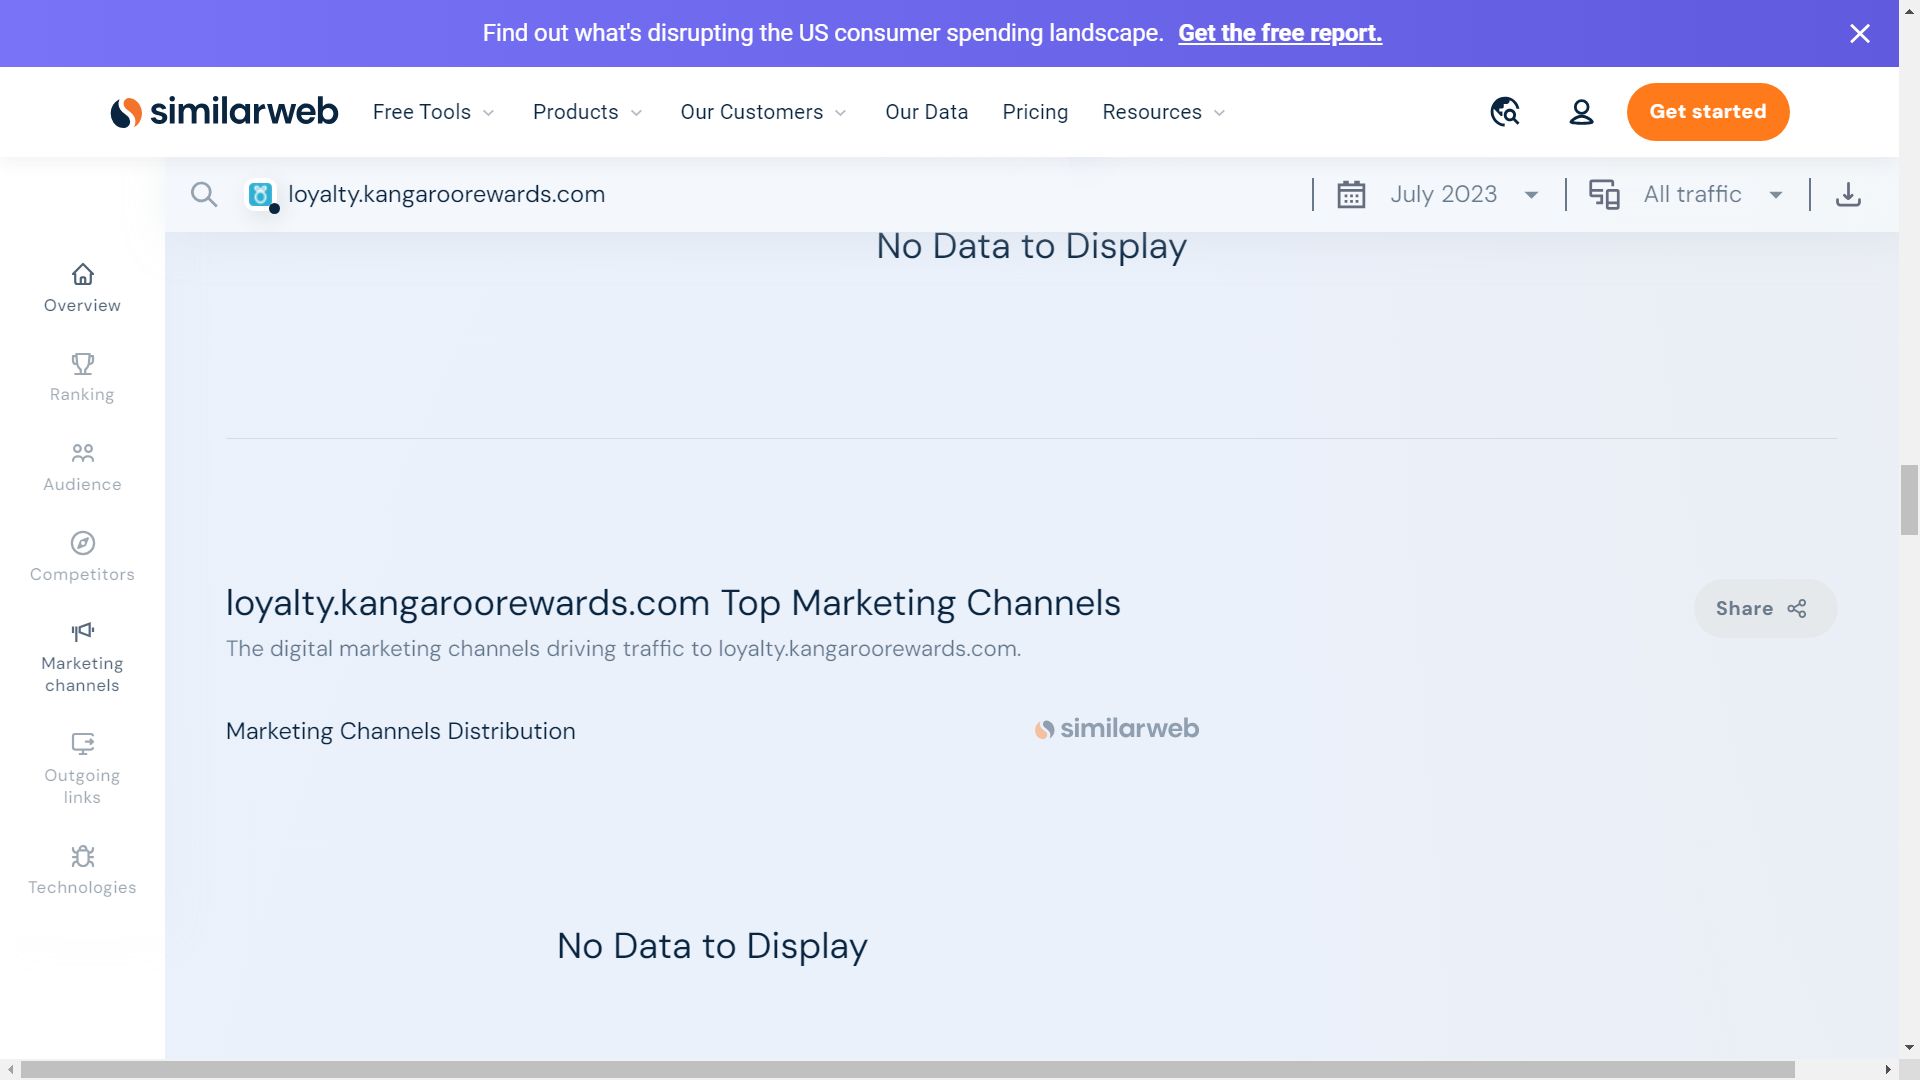 Find out what's disrupting the US consumer spending landscape. Get the free report.
similarweb Free Tools Products Our Customers Our Data Pricing Resources Get started
loyalty.kangaroorewards.com July 2023 All traffic
No Data to Display
Overview
Ranking
Audience
Competitors
Marketing
channels
Outgoing
links
Technologies
loyalty.kangaroorewards.com Top Marketing Channels
Share
The digital marketing channels driving traffic to loyalty.kangaroorewards.com.
Marketing Channels Distribution
similarweb
No Data to Display